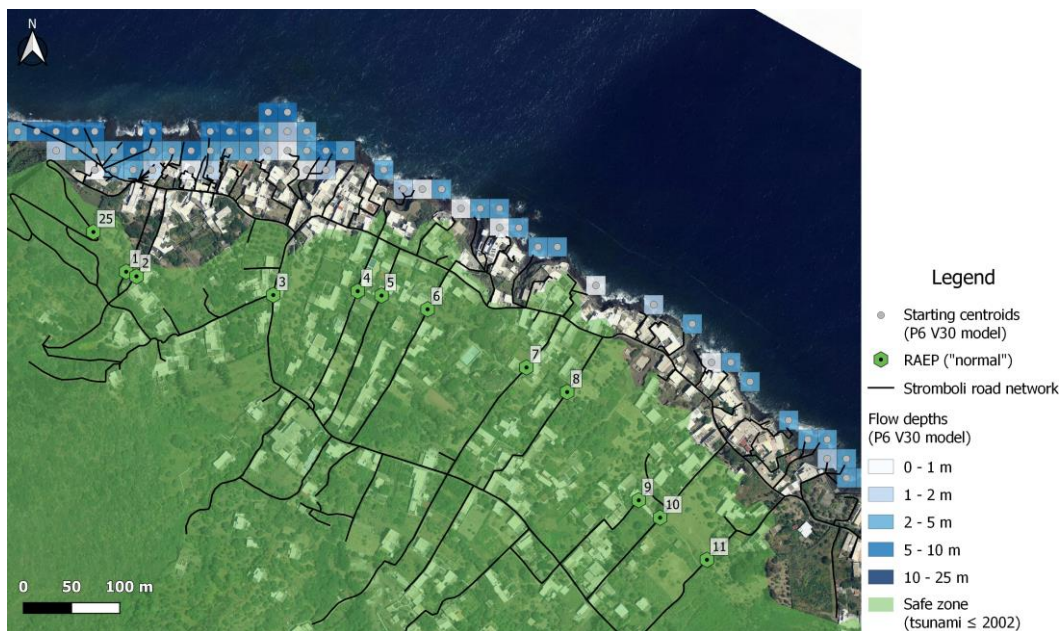 N
25
1
2
3
4
5
6
7
8
9
10
11
0 50 100 m
Legend
Starting centroids
(P6 V30 model)
RAEP ("normal")
Stromboli road network
Flow depths
(P6 V30 model)
0 - 1 m
1 - 2 m
2 - 5 m
5 - 10 m
10 - 25 m
Safe zone
(tsunami ≤ 2002)